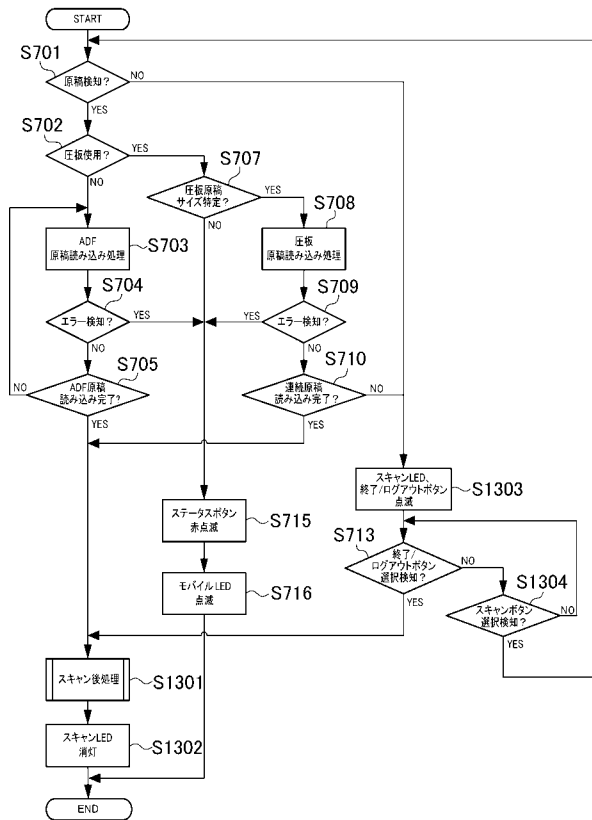 START
S701
原稿検知？
NO
YES
S702
圧板使用？
YES
NO
S707
圧板原稿
サイズ特定？
YES
NO
S708
圧板
原稿読み込み処理
ADF
原稿読み込み処理
S703
S704
エラー検知？
YES
NO
S709
エラー検知？
YES
NO
S705
ADF原稿
読み込み完了？
NO
YES
S710
連続原稿
読み込み完了？
NO
YES
スキャンLED、
終了/ログアウトボタン
点滅
S1303
ステータスボタン
赤点滅
S715
S713
終了/
ログアウトボタン
選択検知？
NO
YES
モバイルLED
点滅
S716
S1304
スキャンボタン
選択検知？
NO
YES
スキャン後処理
S1301
スキャンLED
消灯
S1302
END